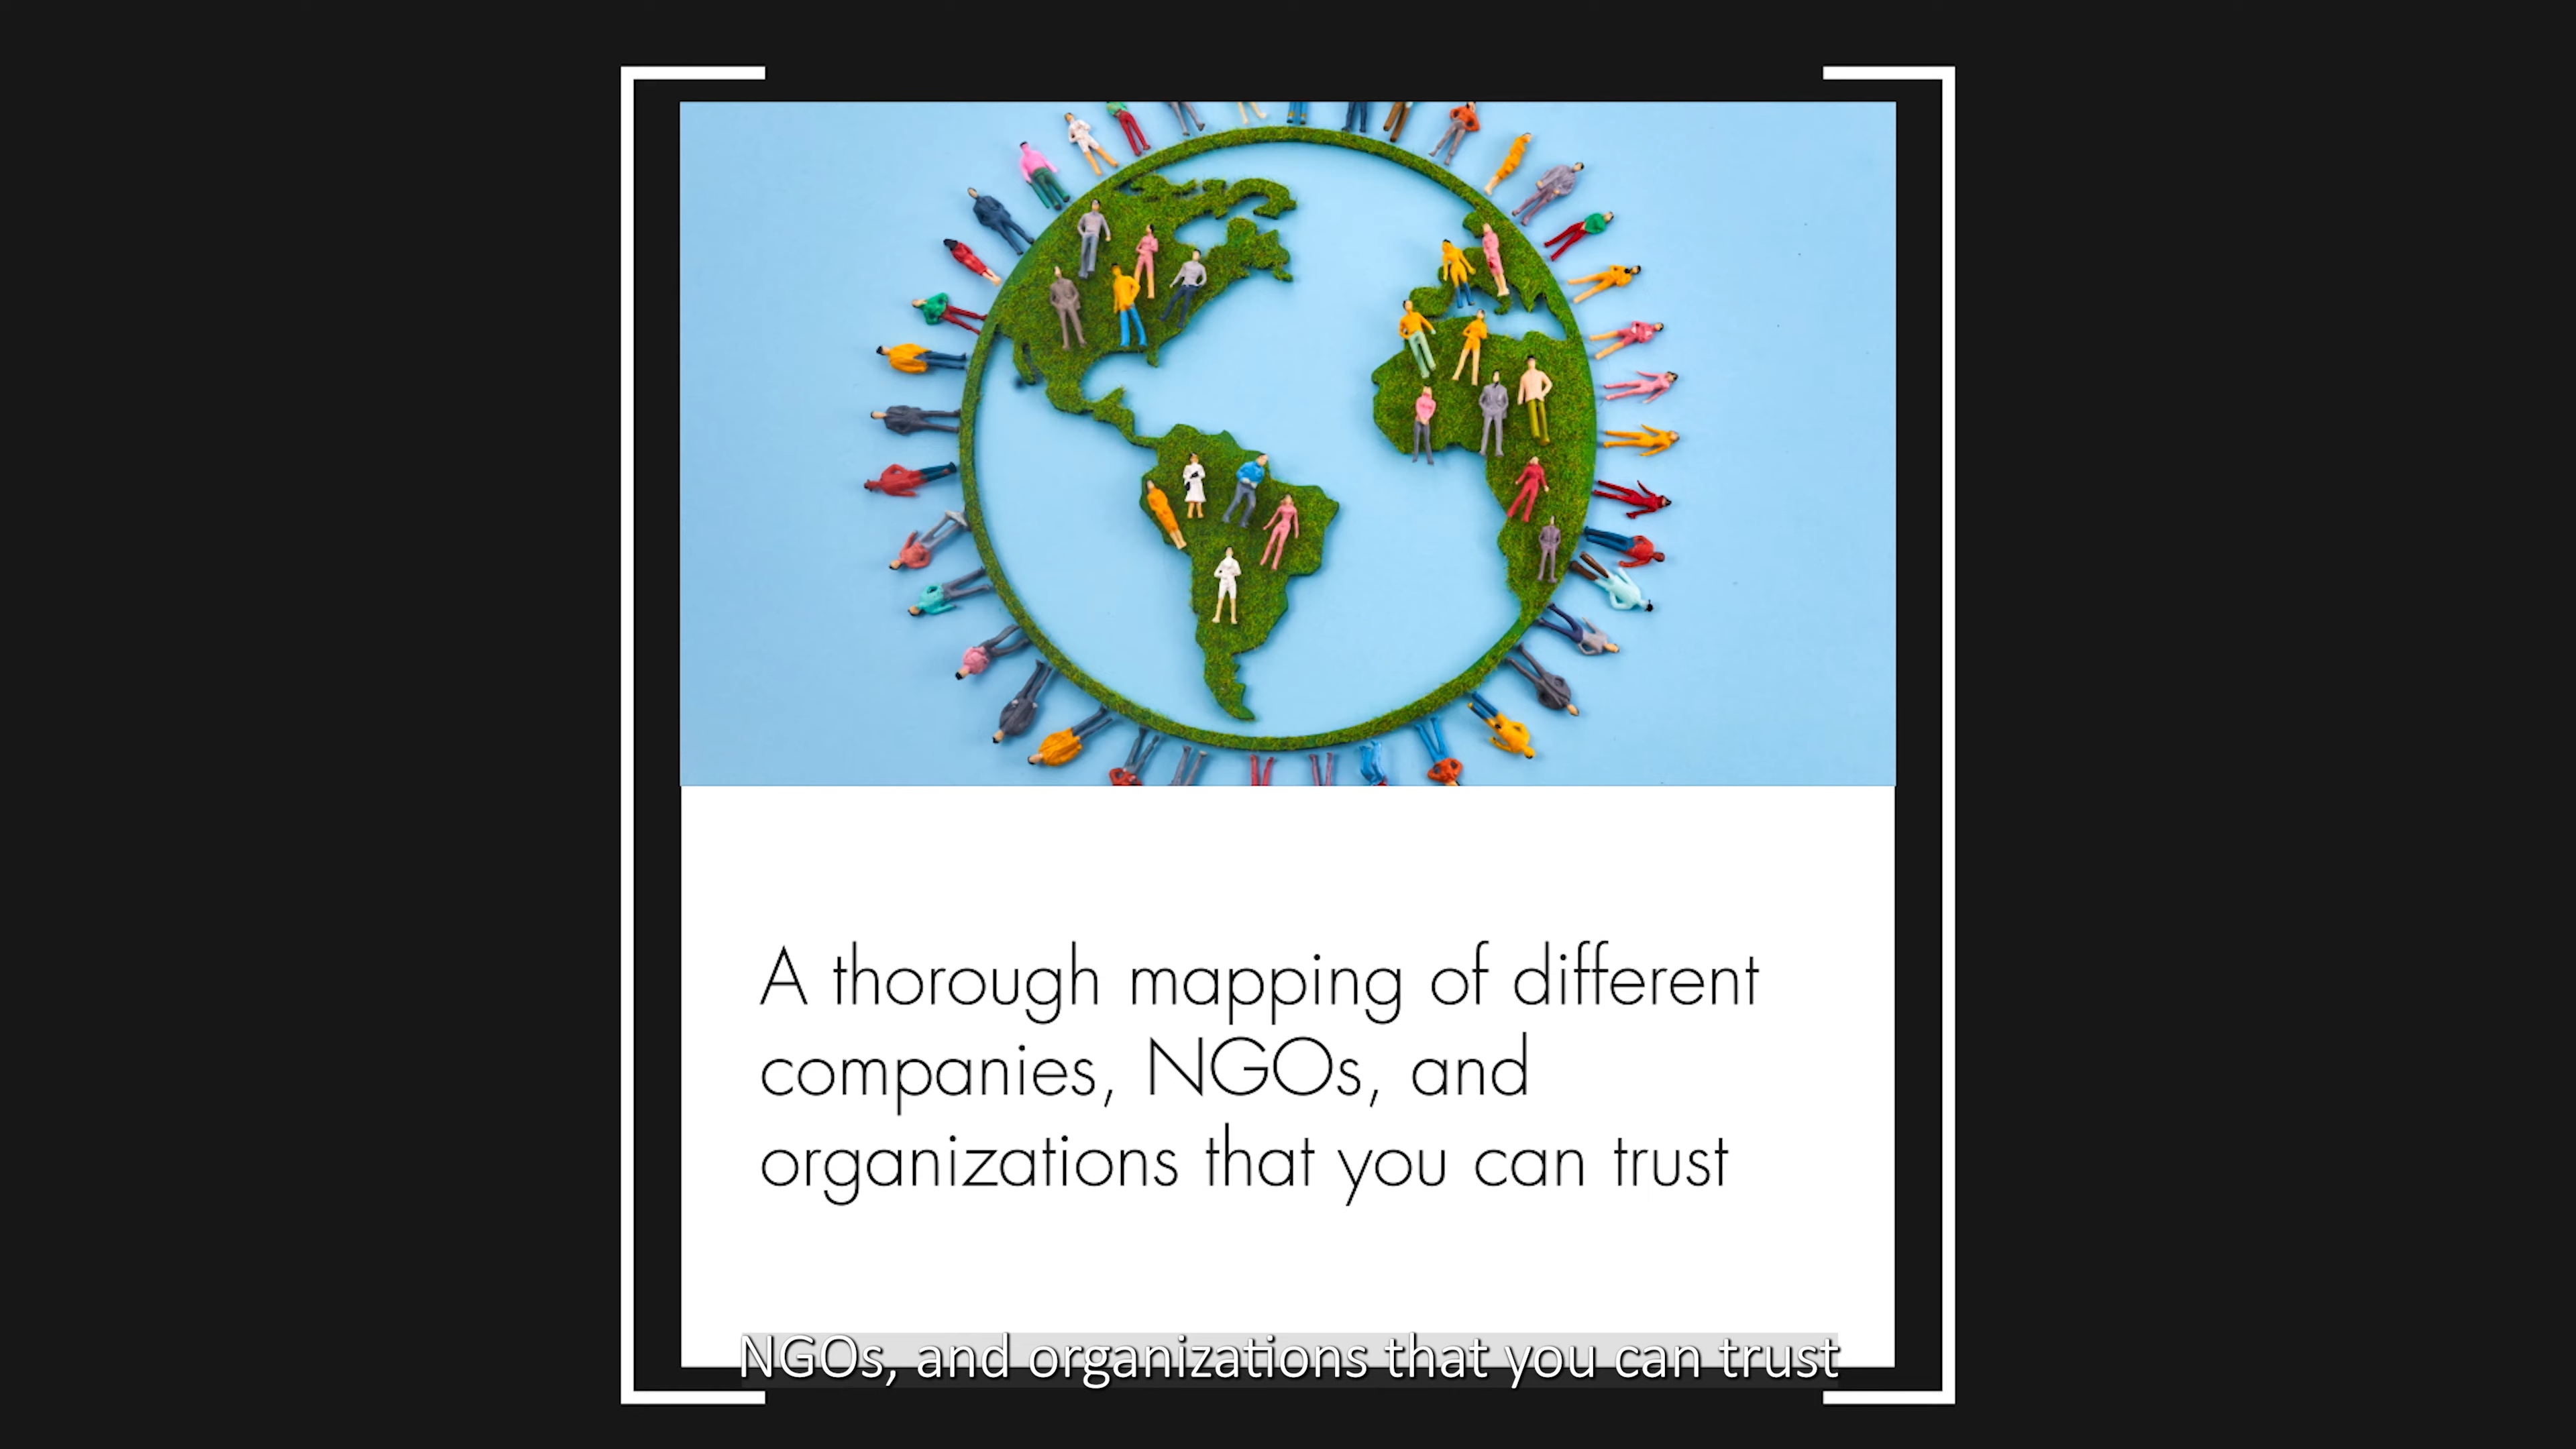 A thorough mapping of different
companies, NGOs, and
organizations that you can trust
NGOs, and organizations that you can trust